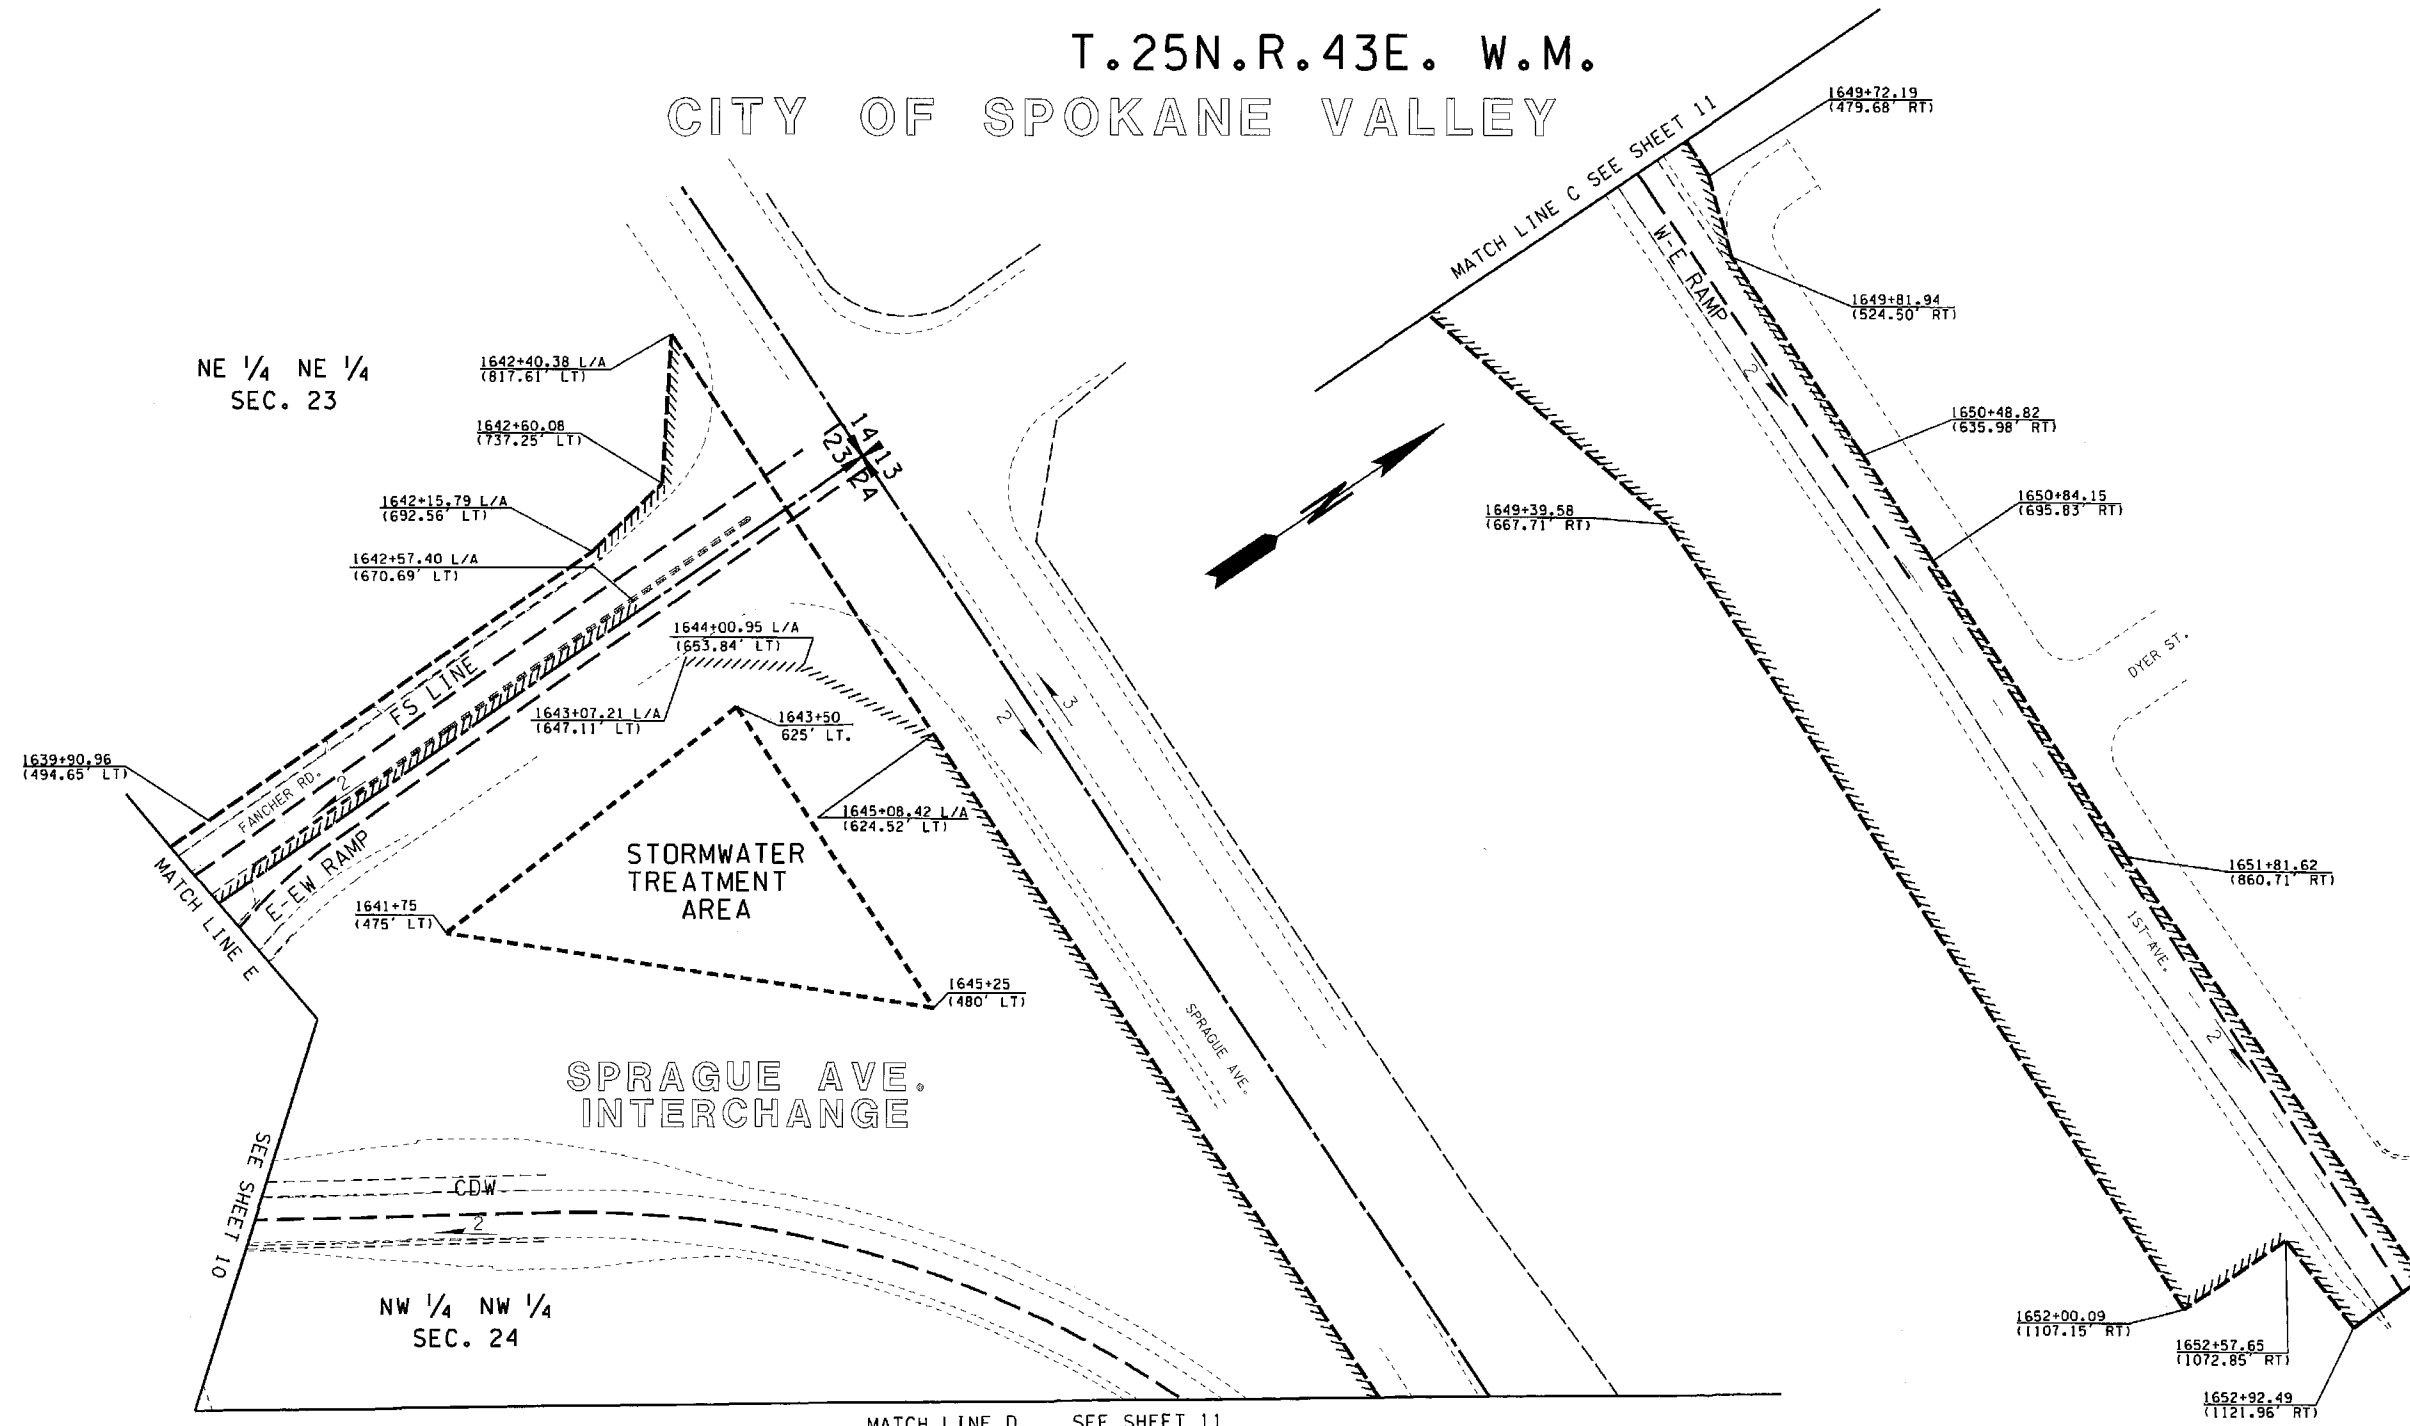 T.25N.R.43E. W.M.
CITY OF SPOKANE VALLEY
MATCH LINE C SEE SHEET 11
1649+72.19
(479.68' RT)
W-E RAMP
2
1649+81.94
(524.50' RT)
NE 1/4 NE 1/4
SEC. 23
1642+40.38 L/A
(817.61' LT)
1642+60.08
(737.25' LT)
14
13
23
24
1650+48.82
(635.98' RT)
1642+15.79 L/A
(692.56' LT)
N
1649+39.58
(667.71' RT)
1650+84.15
(695.83' RT)
1642+57.40 L/A
(670.69' LT)
1644+00.95 L/A
(653.84' LT)
DYER ST.
FS LINE
1643+07.21 L/A
(647.11' LT)
1643+50
625' LT.
2
3
1639+90.96
(494.65' LT)
FANCHER RD.
2
1645+08.42 L/A
(624.52' LT)
E-EW RAMP
STORMWATER
TREATMENT
AREA
1651+81.62
(860.71' RT)
MATCH LINE E
1641+75
(475' LT)
1ST AVE.
1645+25
(480' LT)
SPRAGUE AVE.
2
SPRAGUE AVE.
INTERCHANGE
SEE SHEET 10
CDW
2
NW 1/4 NW 1/4
SEC. 24
1652+00.09
(1107.15' RT)
1652+57.65
(1072.85' RT)
1652+92.49
(1121.96' RT)
MATCH LINE D SEE SHEET 11